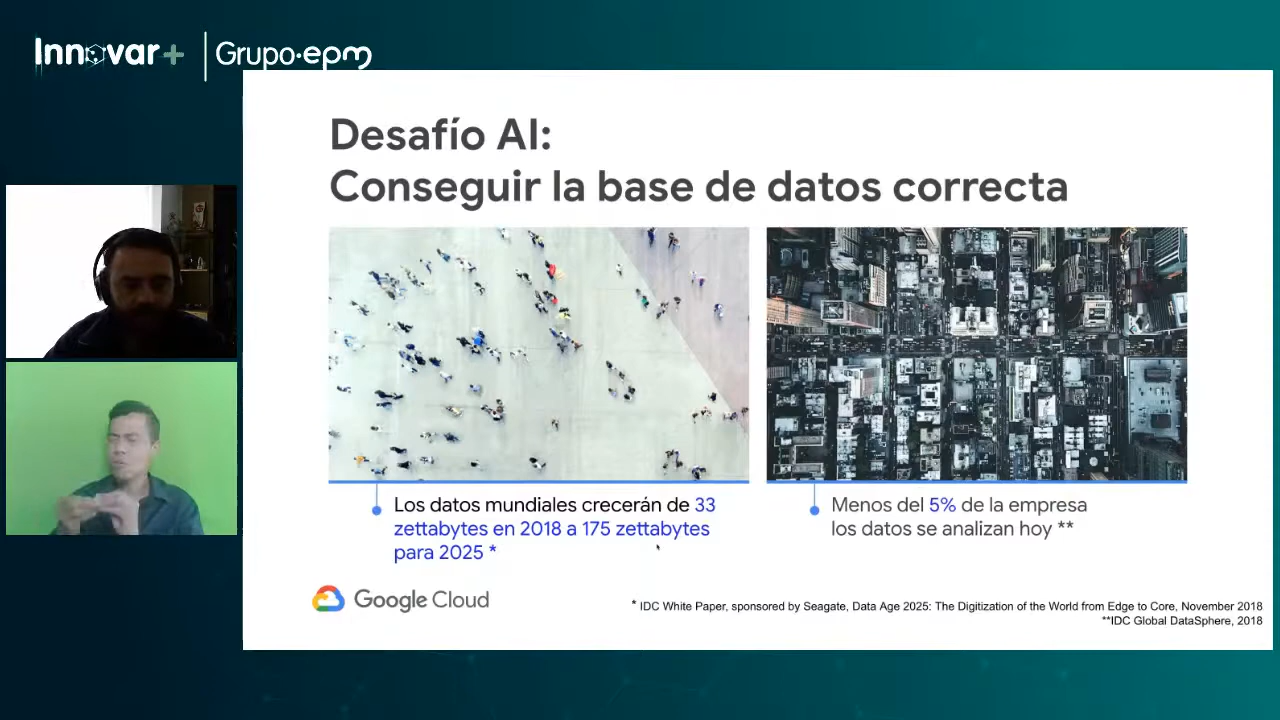 Innovar+ Grupo·epm
Desafío AI:
Conseguir la base de datos correcta
Los datos mundiales crecerán de 33
zettabytes en 2018 a 175 zettabytes
para 2025 *
Menos del 5% de la empresa
los datos se analizan hoy **
Google Cloud
* IDC White Paper, sponsored by Seagate, Data Age 2025: The Digitization of the World from Edge to Core, November 2018
**IDC Global DataSphere, 2018